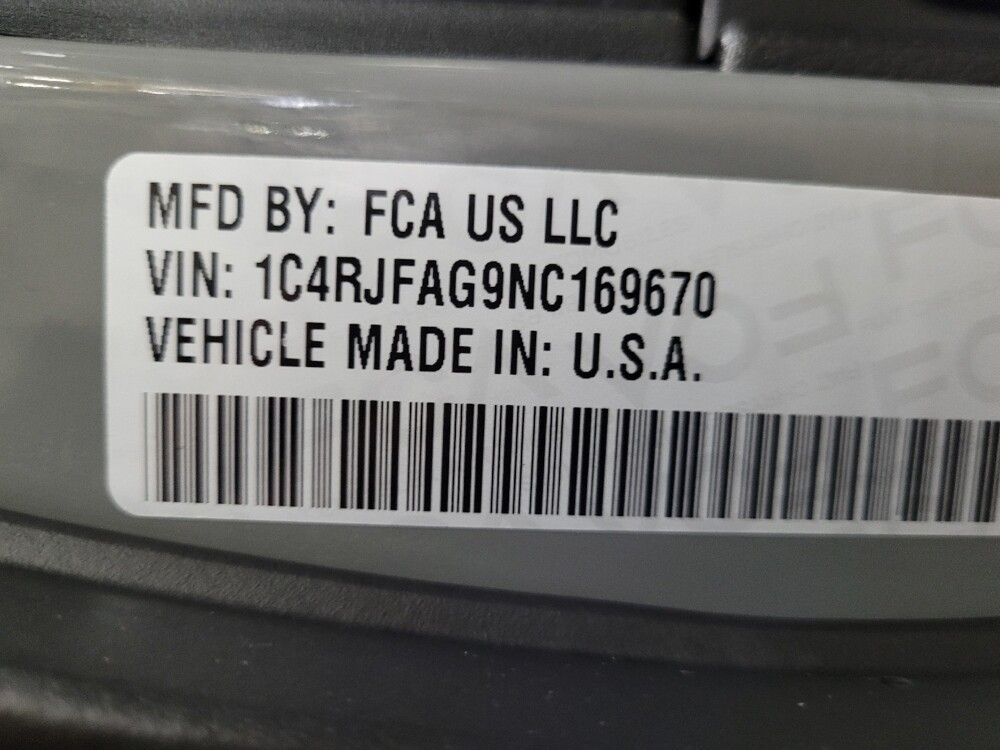 MFD BY: FCA US LLC
VIN: 1C4RJFAG9NC169670
VEHICLE MADE IN: U.S.A.